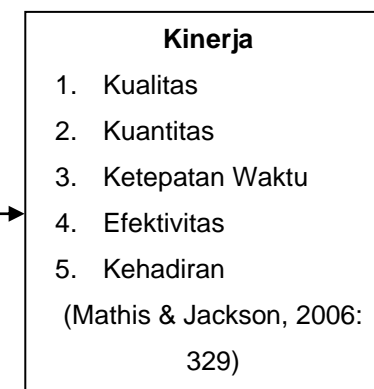 Kinerja
1. Kualitas
2. Kuantitas
3. Ketepatan Waktu
4. Efektivitas
5. Kehadiran
(Mathis & Jackson, 2006:
329)